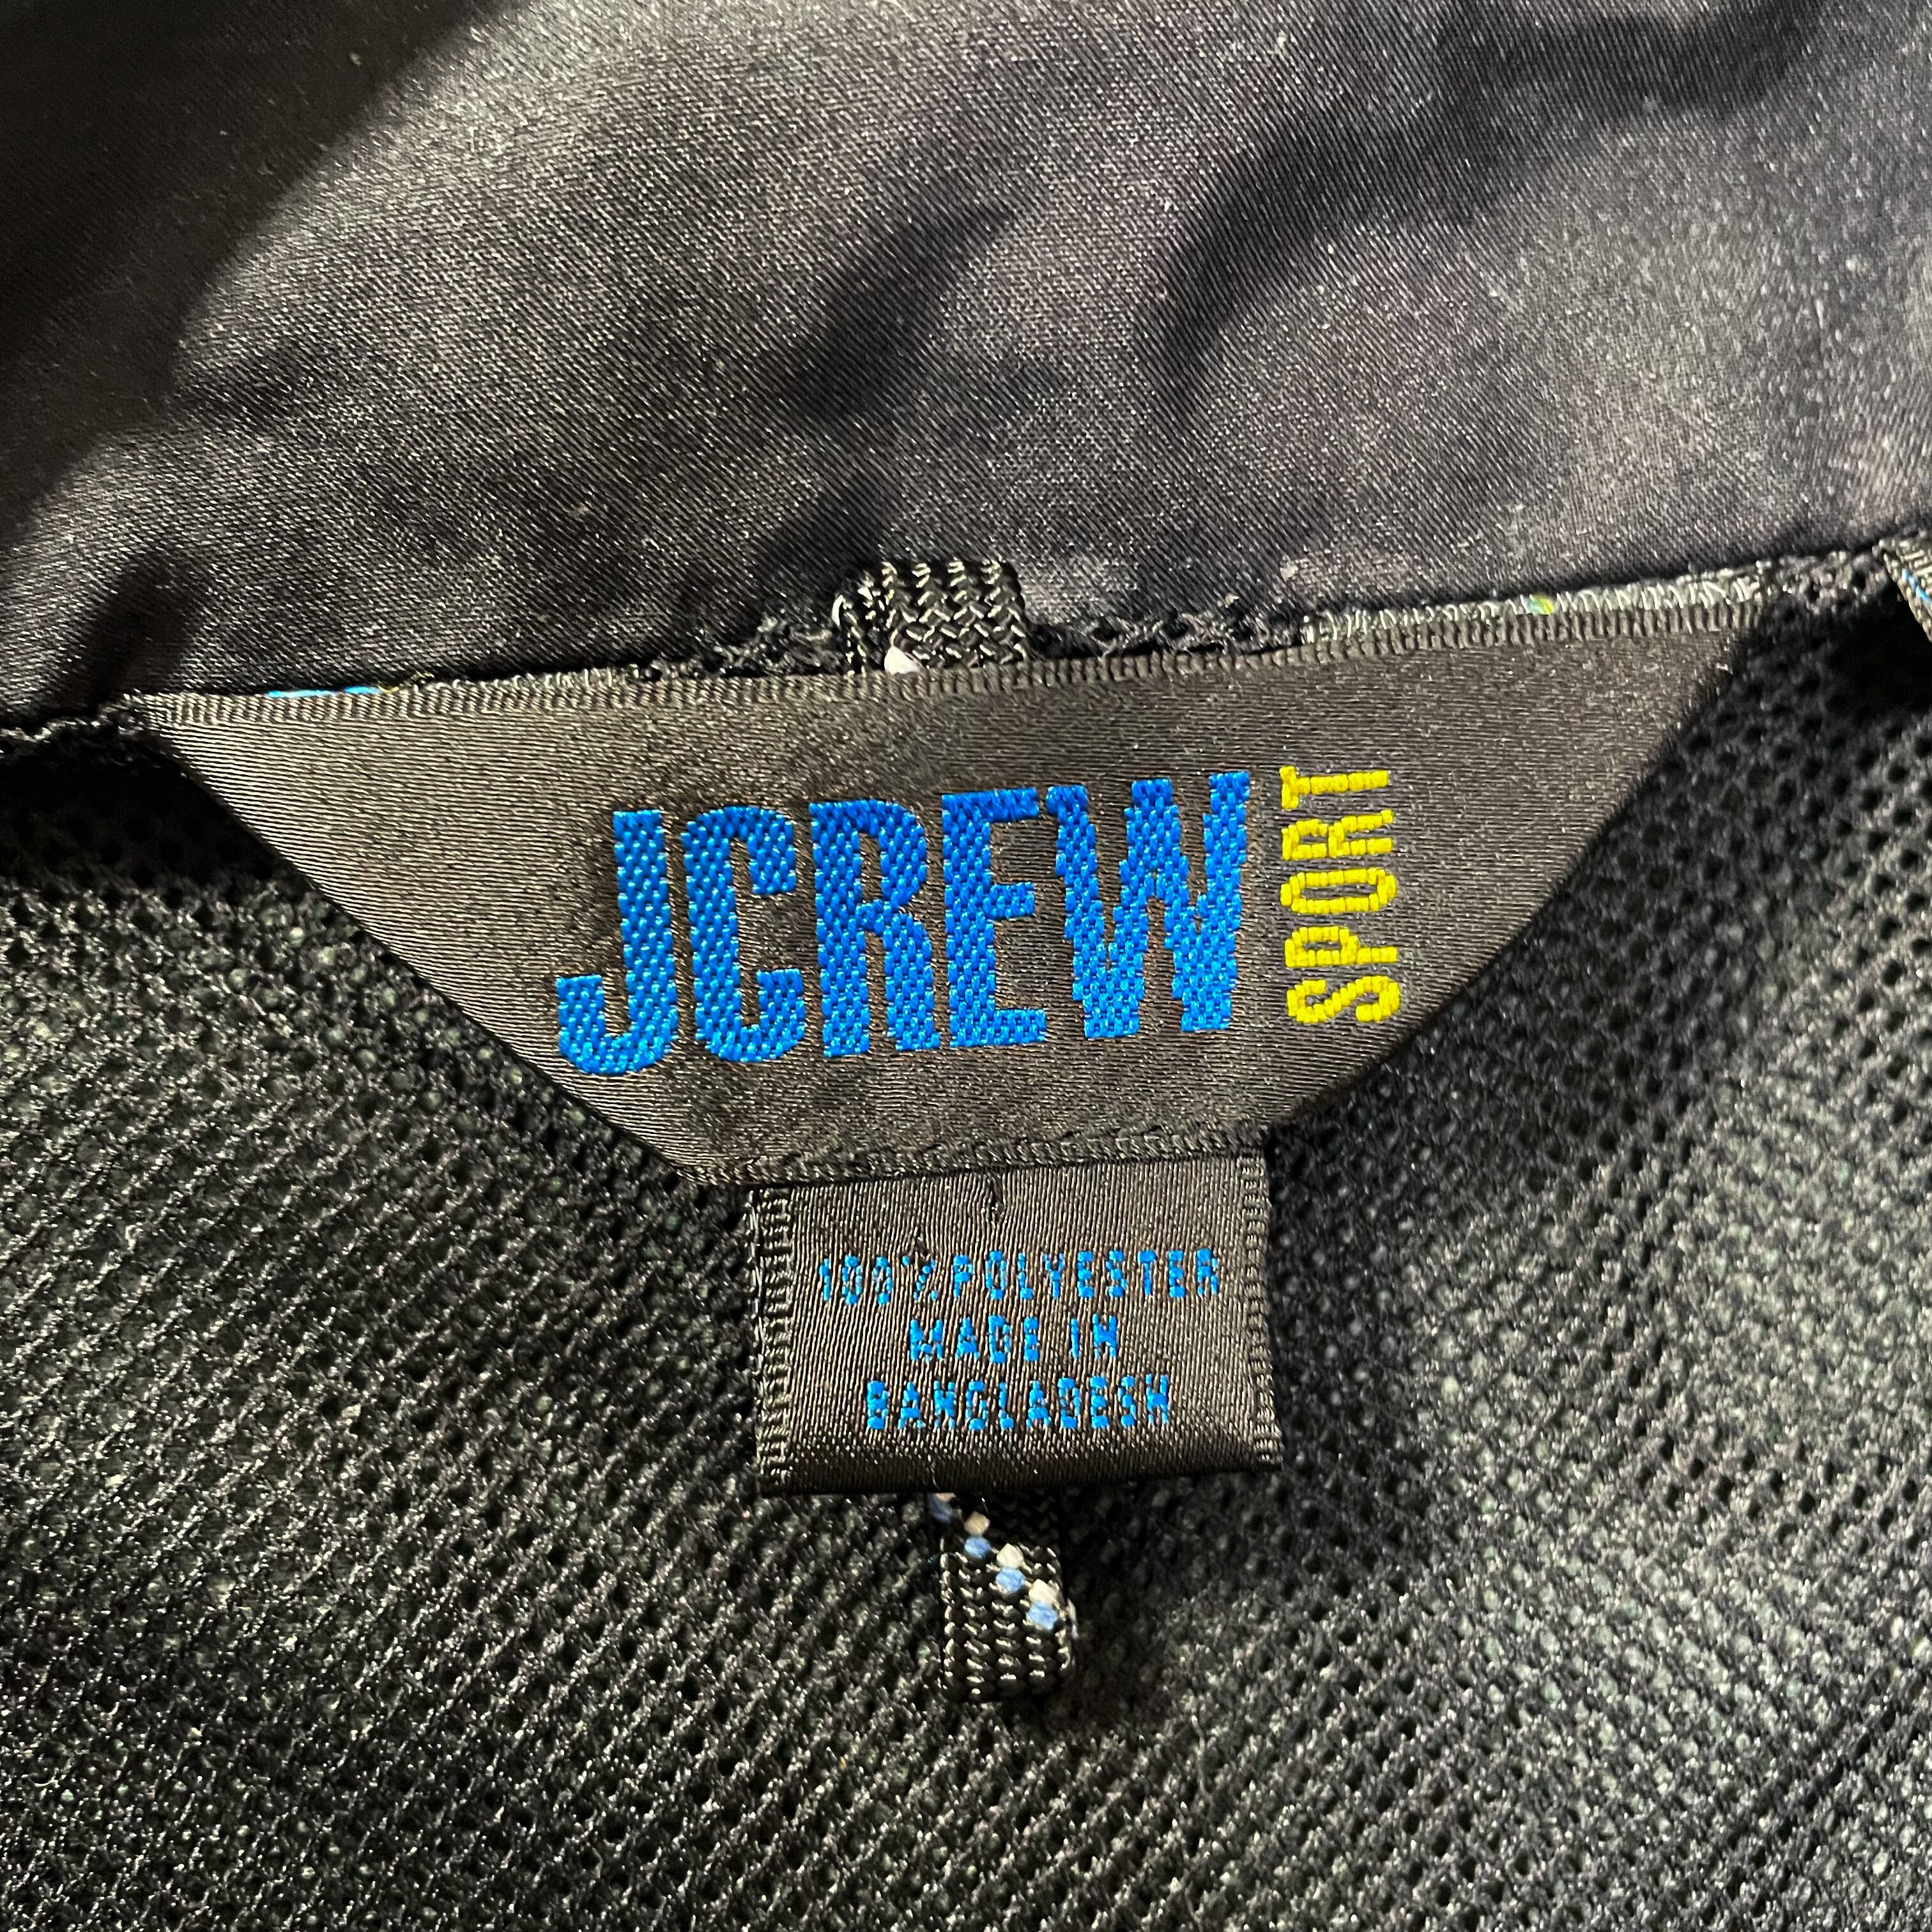 JCREW SPORT
100% POLYESTER
MADE IN
BANGLADESH